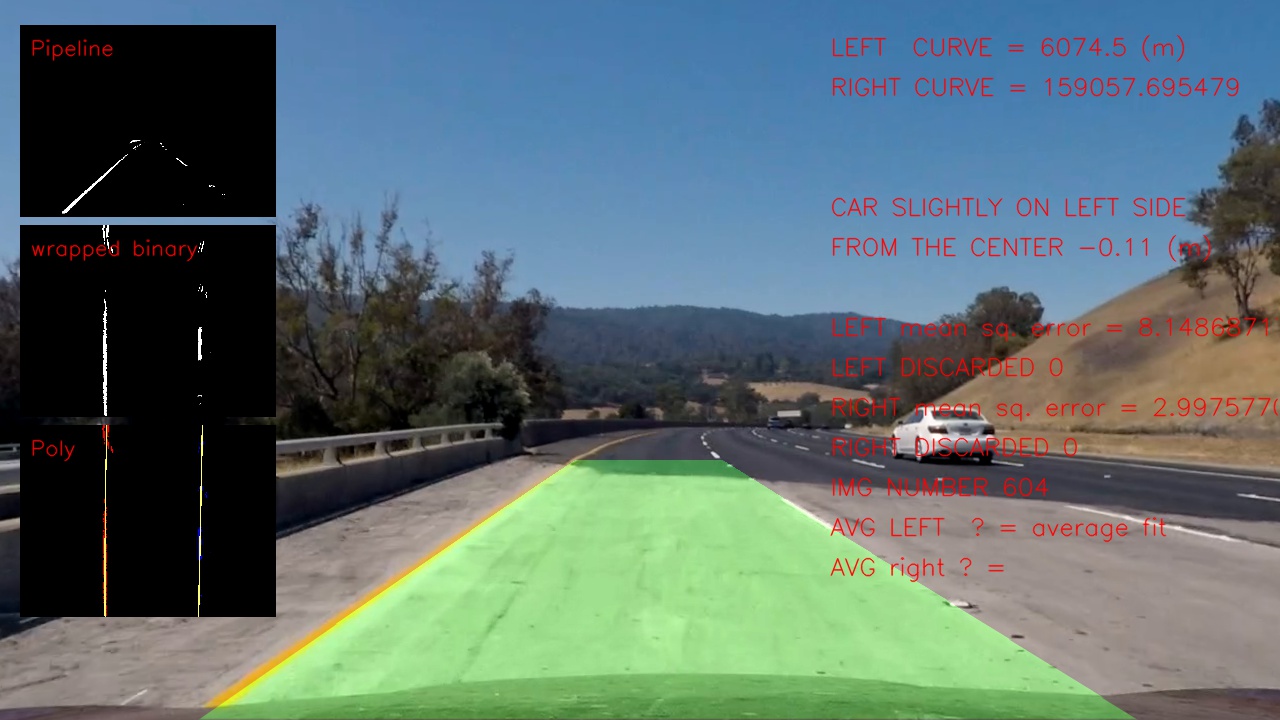 Pipeline
wrapped binary
Poly
LEFT CURVE = 6074.5 (m)
RIGHT CURVE = 159057.695479
CAR SLIGHTLY ON LEFT SIDE
FROM THE CENTER -0.11 (m)
LEFT mean sq. error = 8.1486871
LEFT DISCARDED 0
RIGHT mean sq. error = 2.9975770
RIGHT DISCARDED 0
IMG NUMBER 604
AVG LEFT ? = average fit
AVG right ? =